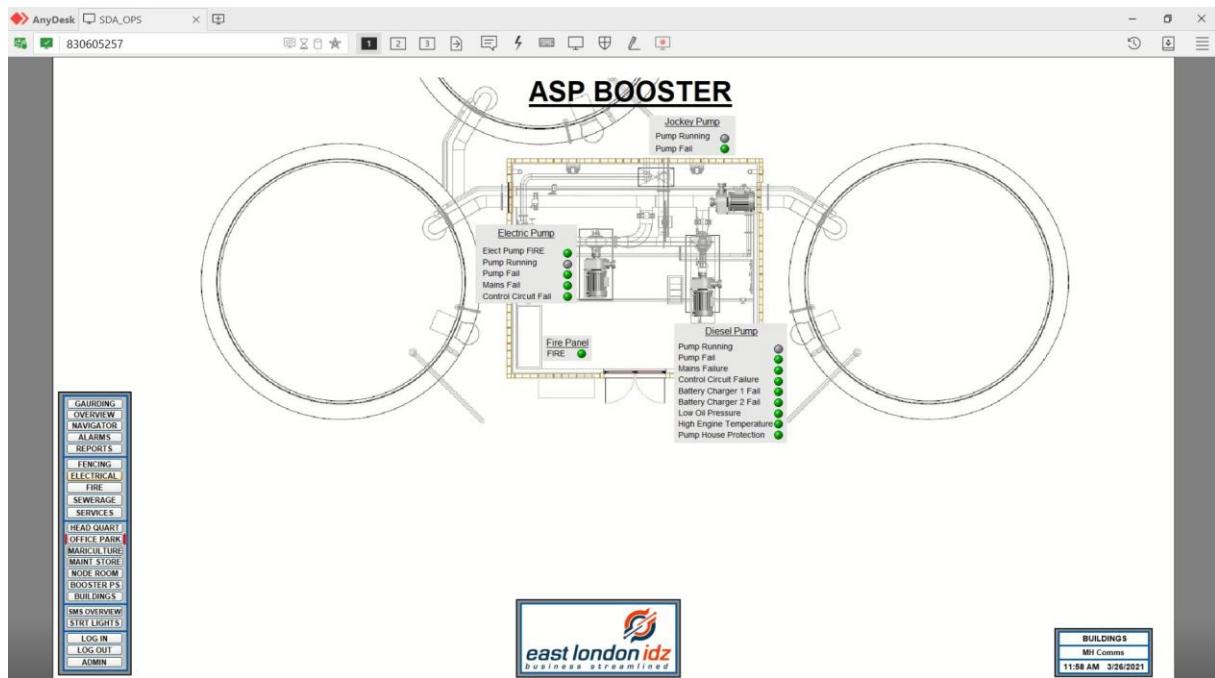 AnyDesk
SDA_OPS
830605257
1
2
3
ASP BOOSTER
Jockey Pump
Pump Running
Pump Fail
Electric Pump
Elect Pump FIRE
Pump Running
Pump Fail
Mains Fail
Control Circuit Fail
Fire Panel
FIRE
Diesel Pump
Pump Running
Pump Fail
Mains Failure
Control Circuit Failure
Battery Charger 1 Fail
Battery Charger 2 Fail
Low Oil Pressure
High Engine Temperature
Pump House Protection
GAURDING
OVERVIEW
NAVIGATOR
ALARMS
REPORTS
FENCING
ELECTRICAL
FIRE
SEWERAGE
SERVICES
HEAD QUART
OFFICE PARK
MARICULTURE
MAINT STORE
NODE ROOM
BOOSTER PS
BUILDINGS
SMS OVERVIEW
STRT LIGHTS
LOG IN
LOG OUT
ADMIN
east london idz
business streamlined
BUILDINGS
MH Comms
11:58 AM 3/26/2021